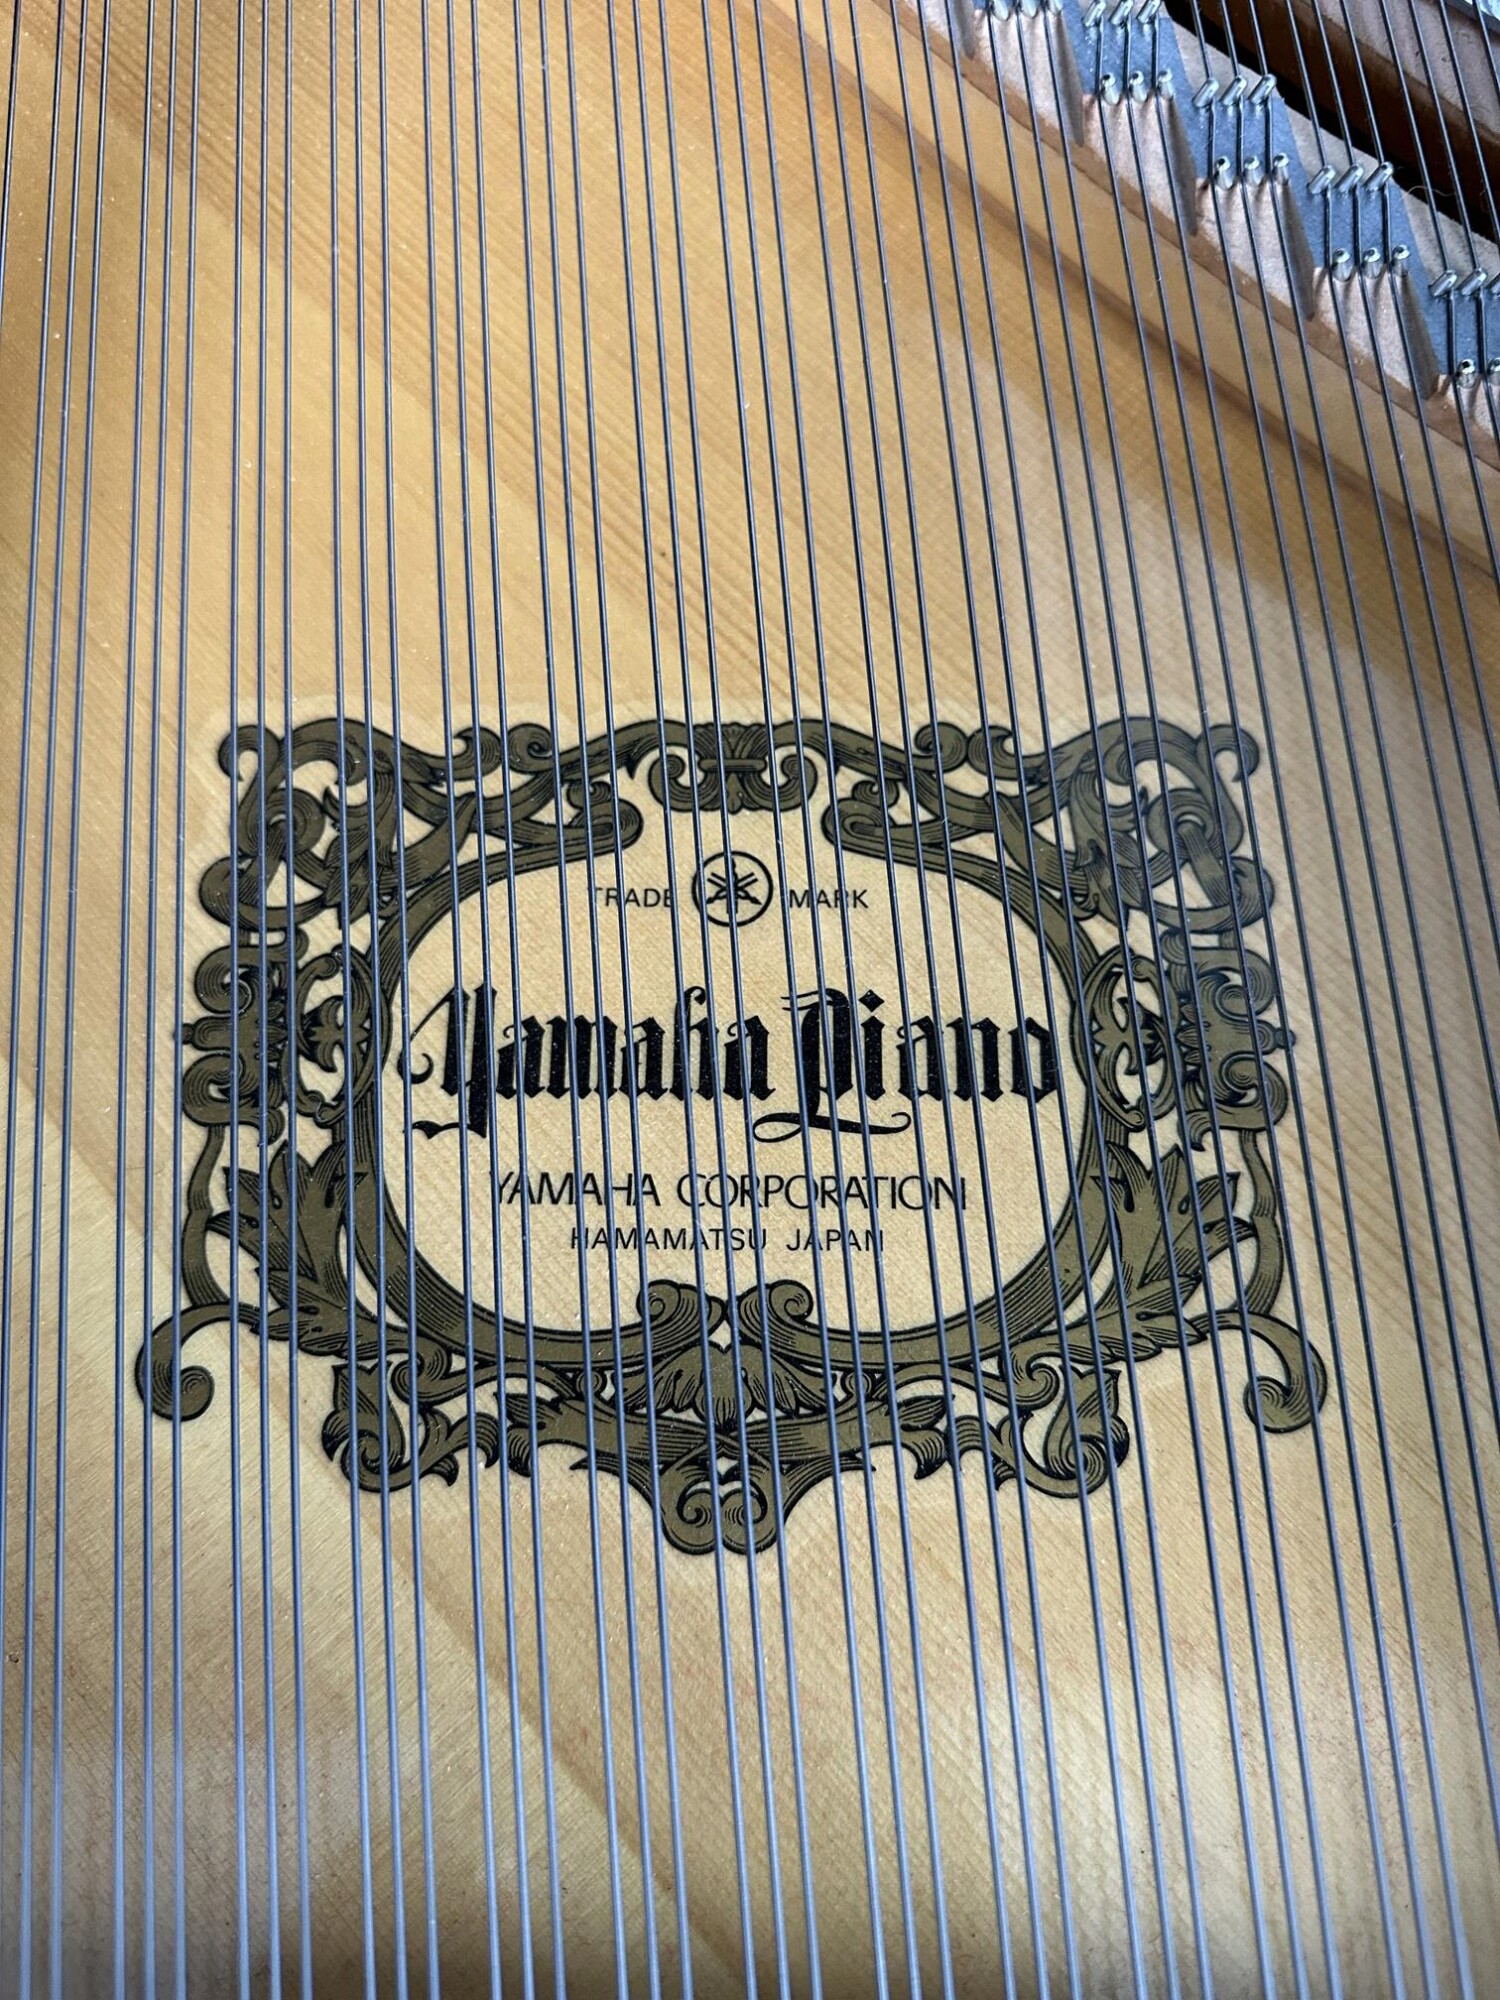 TRADE MARK
Yamaha Piano
YAMAHA CORPORATION
HAMAMATSU JAPAN